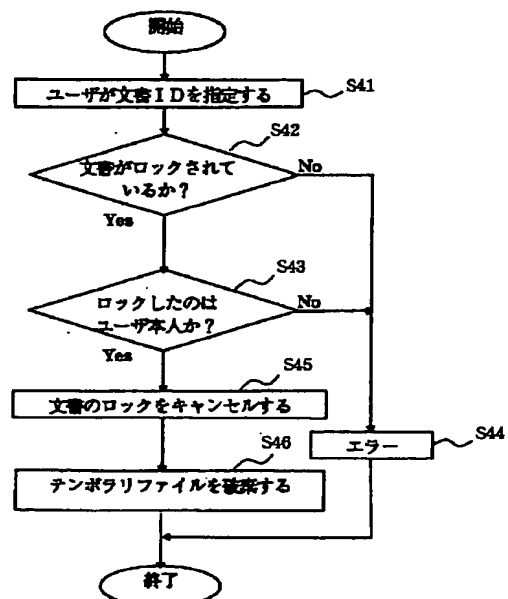 開始
ユーザが文書IDを指定する
S41
S42
文書がロックされて
いるか?
No
Yes
S43
ロックしたのは
ユーザ本人か?
No
Yes
S45
文書のロックをキャンセルする
S44
エラー
S46
テンポラリファイルを破棄する
終了